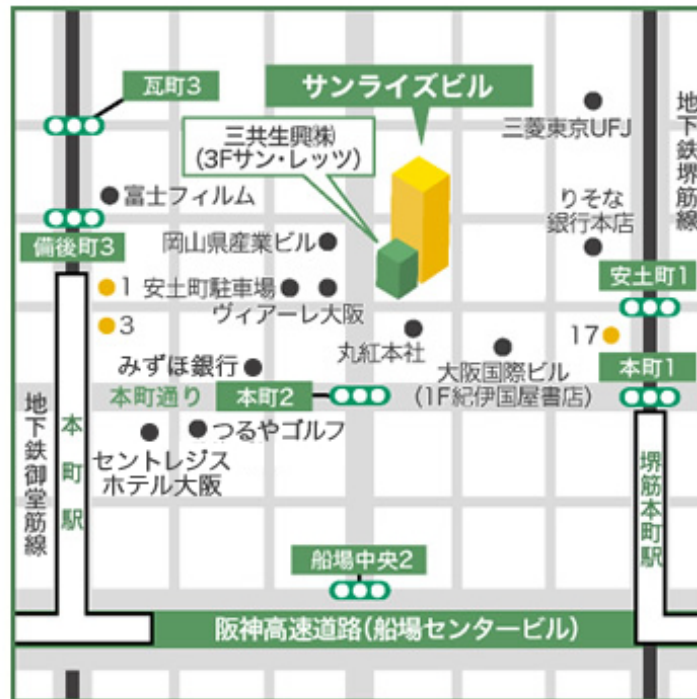 瓦町3
サンライズビル
三共生興㈱
(3Fサン・レッツ)
三菱東京UFJ
地下鉄堺筋線
富士フィルム
りそな
銀行本店
備後町3
岡山県産業ビル
安土町1
1
安土町駐車場
ヴィアーレ大阪
3
丸紅本社
17
みずほ銀行
大阪国際ビル
(1F紀伊国屋書店)
本町1
本町通り
本町2
地下鉄御堂筋線
本町駅
つるやゴルフ
セントレジス
ホテル大阪
堺筋本町駅
船場中央2
阪神高速道路(船場センタービル)